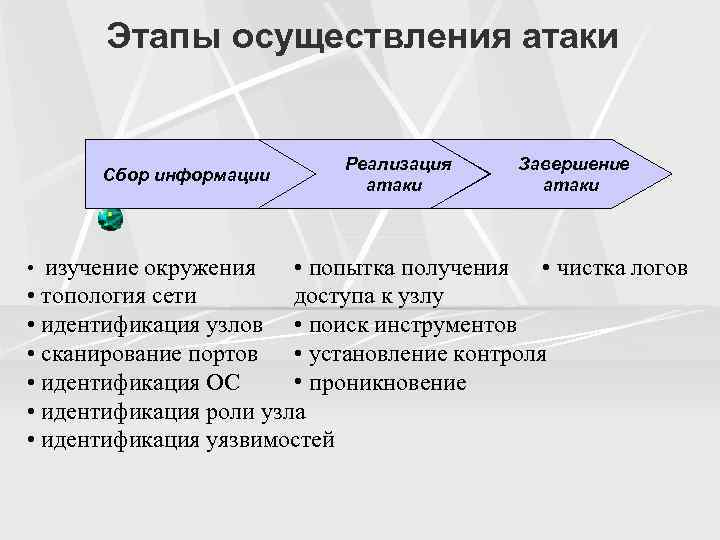 Этапы осуществления атаки
Сбор информации
Реализация
атаки
Завершение
атаки
• изучение окружения
• топология сети
• идентификация узлов
• сканирование портов
• идентификация ОС
• идентификация роли узла
• идентификация уязвимостей
• попытка получения
доступа к узлу
• поиск инструментов
• установление контроля
• проникновение
• чистка логов